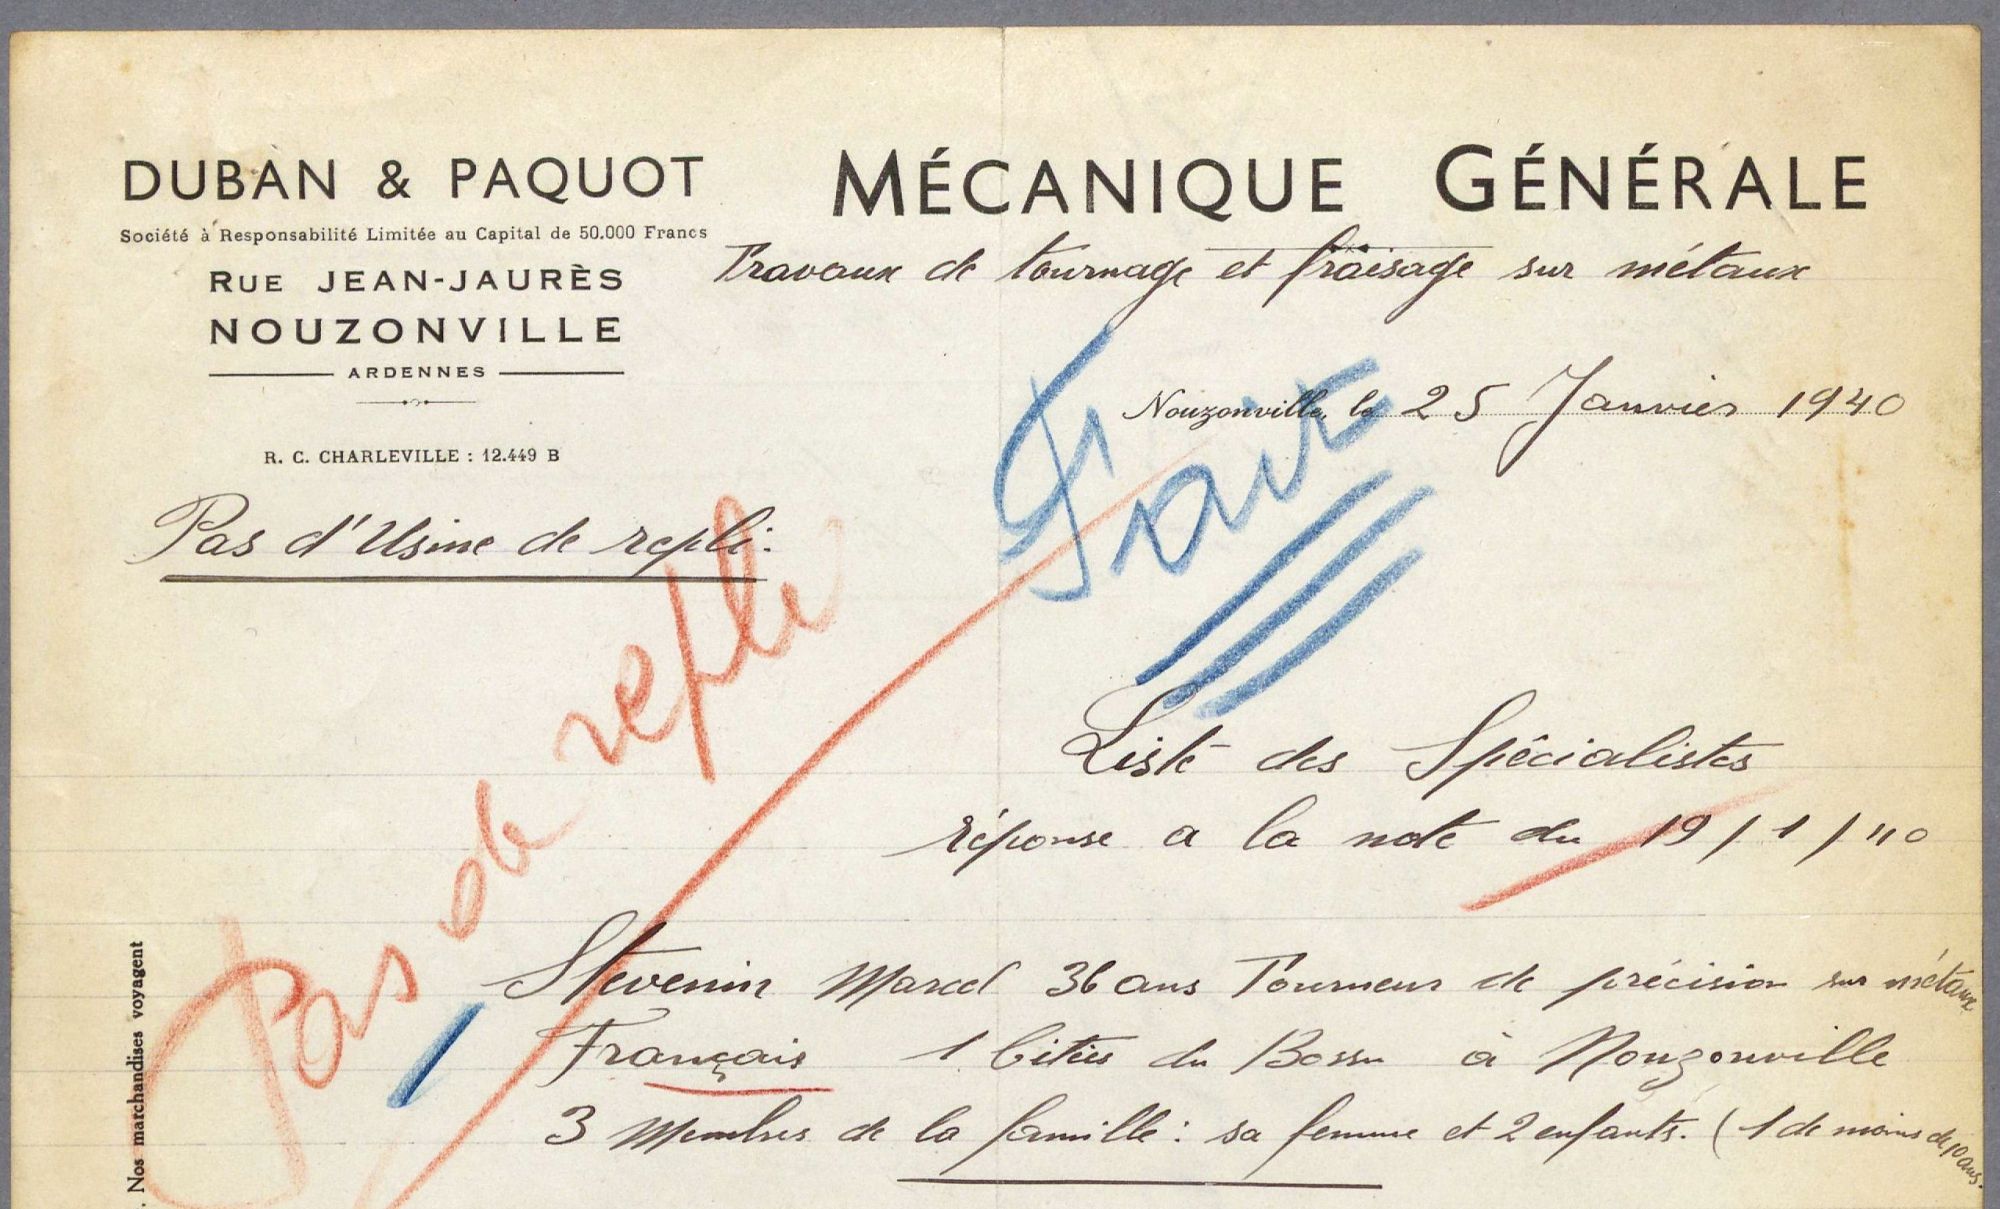 DUBAN & PAQUOT
Société à Responsabilité Limitée au Capital de 50.000 Francs
RUE JEAN-JAURÈS
NOUZONVILLE
ARDENNES
R. C. CHARLEVILLE : 12.449 B
MÉCANIQUE GÉNÉRALE
Travaux de tournage et fraisage sur métaux
Nouzonville, le 25 Janvier 1940
Pas d'Usine de repli.
Pas de repli
Liste des Spécialistes
réponse a la note du 19/1/40
Stevenin Marcel 36 ans Tourneur de précision sur métaux
Français 1 Cités du Bossu à Nouzonville
3 Membres de la famille : sa femme et 2 enfants. (1 de moins de 10 ans.
Nos marchandises voyagent